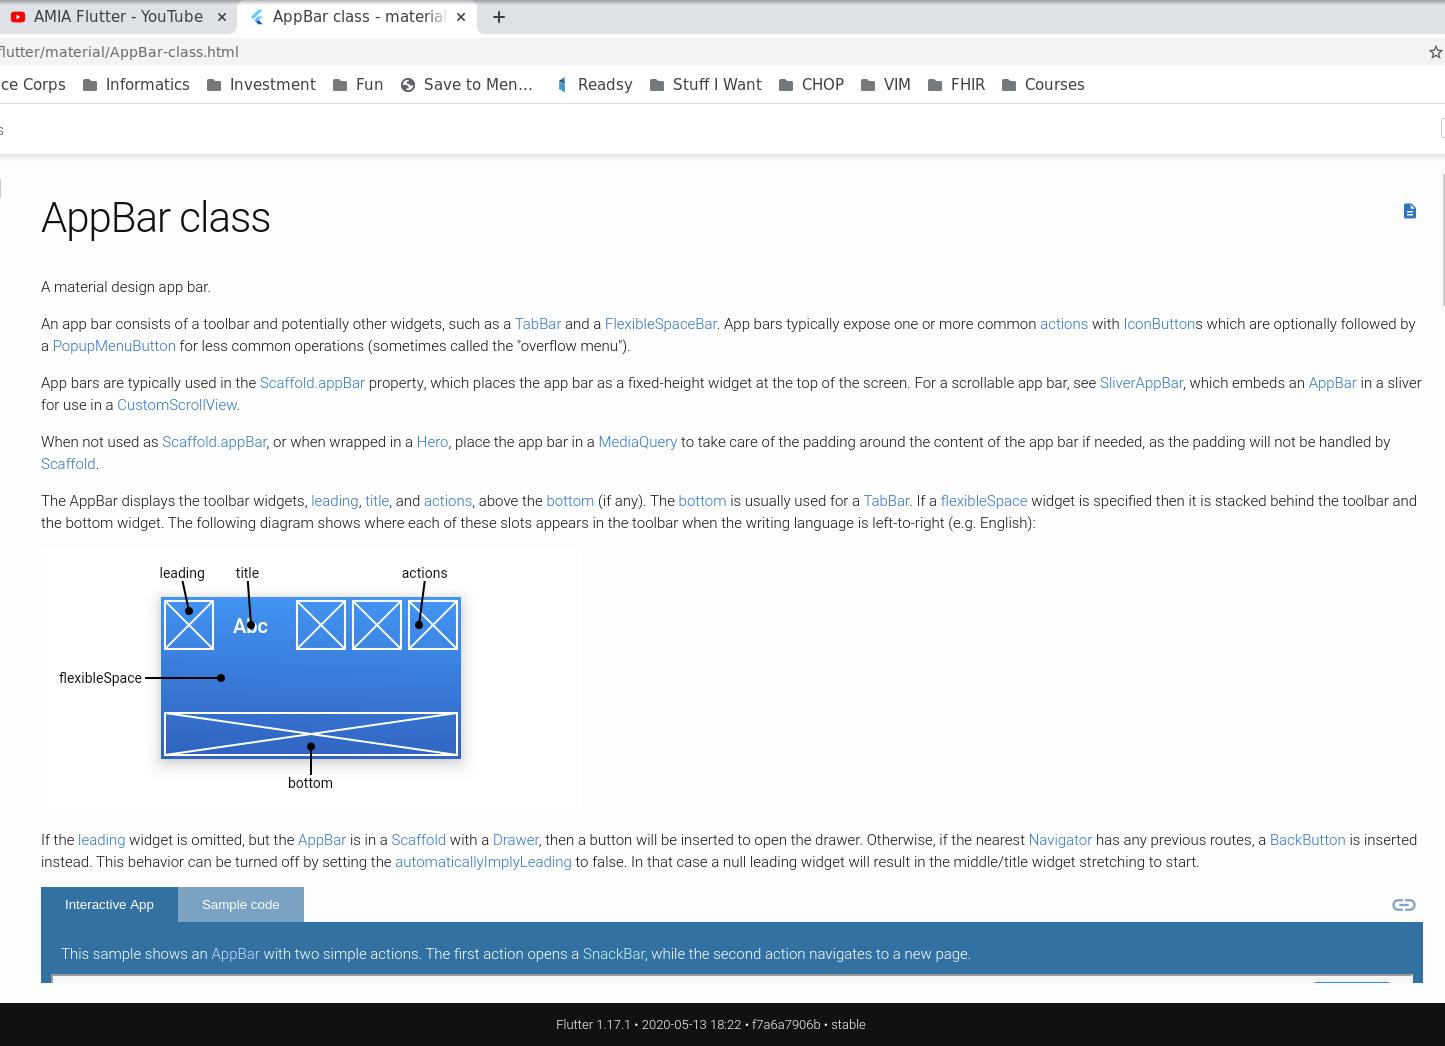 AMIA Flutter - YouTube
AppBar class - material
flutter/material/AppBar-class.html
ce Corps Informatics Investment Fun Save to Men... Readsy Stuff I Want CHOP VIM FHIR Courses
s
AppBar class
A material design app bar.
An app bar consists of a toolbar and potentially other widgets, such as a TabBar and a FlexibleSpaceBar. App bars typically expose one or more common actions with IconButtons which are optionally followed by
a PopupMenuButton for less common operations (sometimes called the "overflow menu").
App bars are typically used in the Scaffold.appBar property, which places the app bar as a fixed-height widget at the top of the screen. For a scrollable app bar, see SliverAppBar, which embeds an AppBar in a sliver
for use in a CustomScrollView.
When not used as Scaffold.appBar, or when wrapped in a Hero, place the app bar in a MediaQuery to take care of the padding around the content of the app bar if needed, as the padding will not be handled by
Scaffold.
The AppBar displays the toolbar widgets, leading, title, and actions, above the bottom (if any). The bottom is usually used for a TabBar. If a flexibleSpace widget is specified then it is stacked behind the toolbar and
the bottom widget. The following diagram shows where each of these slots appears in the toolbar when the writing language is left-to-right (e.g. English):
leading title actions
Abc
flexibleSpace
bottom
If the leading widget is omitted, but the AppBar is in a Scaffold with a Drawer, then a button will be inserted to open the drawer. Otherwise, if the nearest Navigator has any previous routes, a BackButton is inserted
instead. This behavior can be turned off by setting the automaticallyImplyLeading to false. In that case a null leading widget will result in the middle/title widget stretching to start.
Interactive App Sample code
This sample shows an AppBar with two simple actions. The first action opens a SnackBar, while the second action navigates to a new page.
Flutter 1.17.1 • 2020-05-13 18:22 • f7a6a7906b • stable